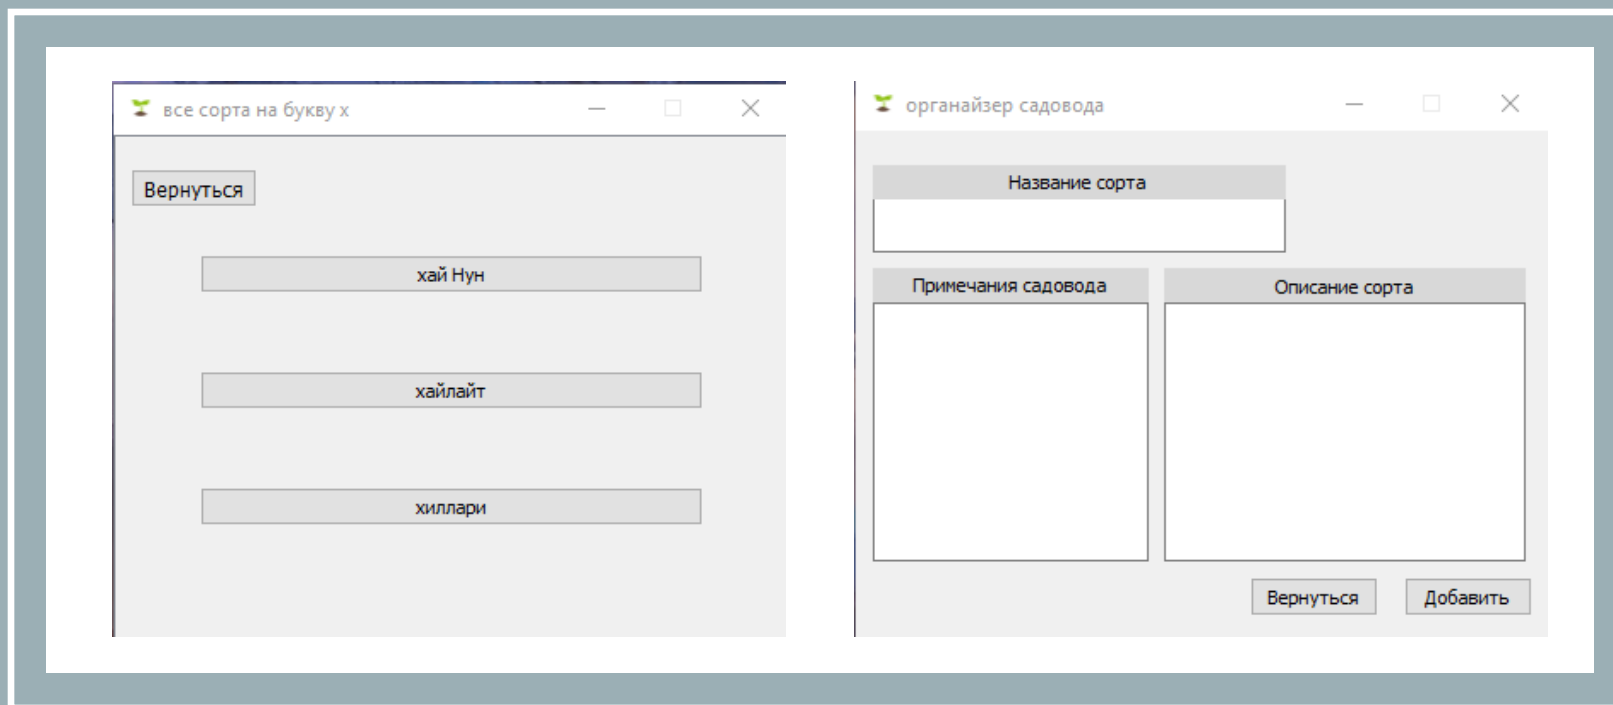 все сорта на букву х
Вернуться
хай Нун
хайлайт
хиллари
органайзер садовода
Название сорта
Примечания садовода
Описание сорта
Вернуться
Добавить